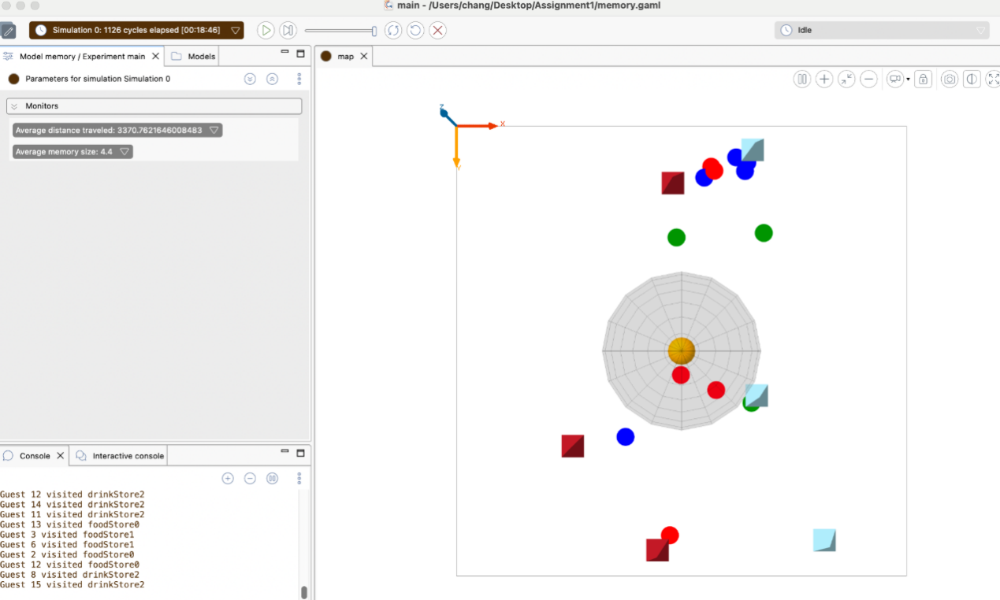 main - /Users/chang/Desktop/Assignment1/memory.gaml
Simulation 0: 1126 cycles elapsed [00:18:46]
Idle
Model memory / Experiment main
Models
map
Parameters for simulation Simulation 0
Monitors
Average distance traveled: 3370.7621646008483
Average memory size: 4.4
Z
X
Y
Console
Interactive console
Guest 12 visited drinkStore2
Guest 14 visited drinkStore2
Guest 11 visited drinkStore2
Guest 13 visited foodStore0
Guest 3 visited foodStore1
Guest 6 visited foodStore1
Guest 2 visited foodStore0
Guest 12 visited foodStore0
Guest 8 visited drinkStore2
Guest 15 visited drinkStore2